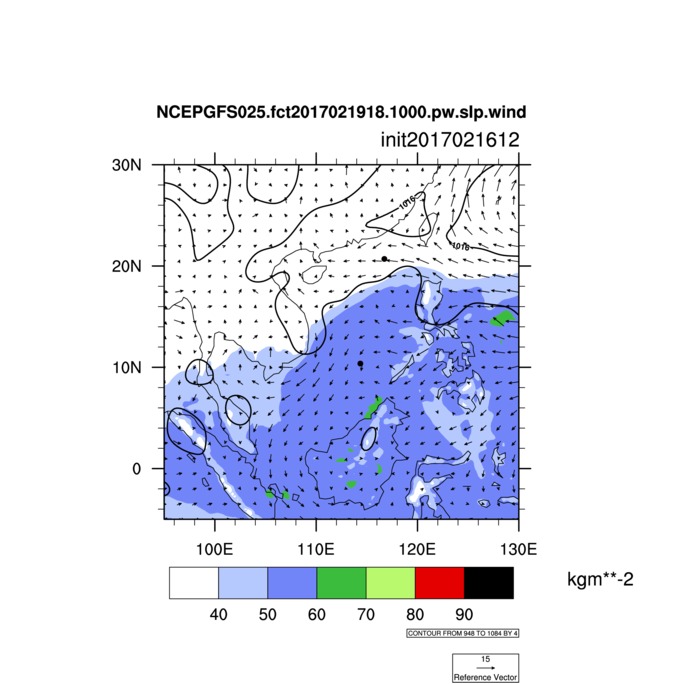 NCEPGFS025.fct2017021918.1000.pw.slp.wind
init2017021612
30N
1016
1016
20N
10N
0
100E 110E 120E 130E
kgm**-2
40 50 60 70 80 90
CONTOUR FROM 948 TO 1084 BY 4
15
Reference Vector